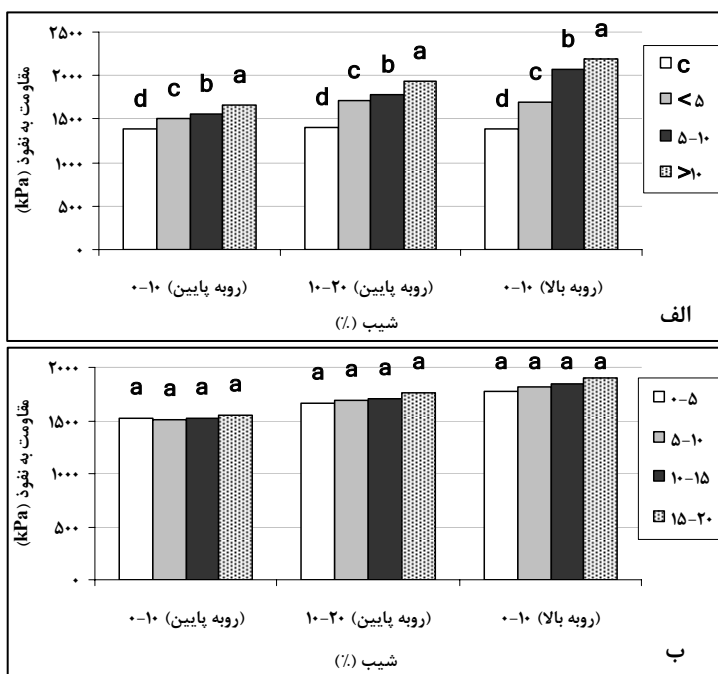 مقاومت به نفوذ (kPa)
۲۵۰۰
۲۰۰۰
۱۵۰۰
۱۰۰۰
۵۰۰
۰
d c b a
d c b a
d c b a
c
<۵
۵-۱۰
>۱۰
۰-۱۰ (روبه پایین)
۱۰-۲۰ (روبه پایین)
۰-۱۰ (روبه بالا)
شیب (٪)
الف
مقاومت به نفوذ (kPa)
۲۰۰۰
۱۵۰۰
۱۰۰۰
۵۰۰
۰
a a a a
a a a a
a a a a
۰-۵
۵-۱۰
۱۰-۱۵
۱۵-۲۰
۰-۱۰ (روبه پایین)
۱۰-۲۰ (روبه پایین)
۰-۱۰ (روبه بالا)
شیب (٪)
ب